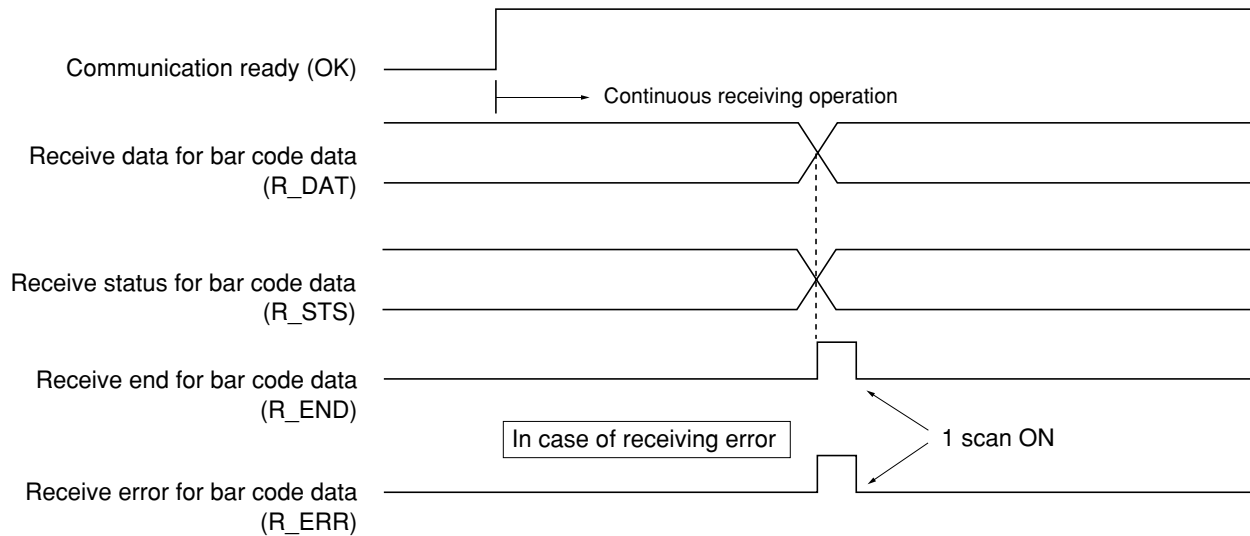 Communication ready (OK)
Continuous receiving operation
Receive data for bar code data
(R_DAT)
Receive status for bar code data
(R_STS)
Receive end for bar code data
(R_END)
In case of receiving error
1 scan ON
Receive error for bar code data
(R_ERR)